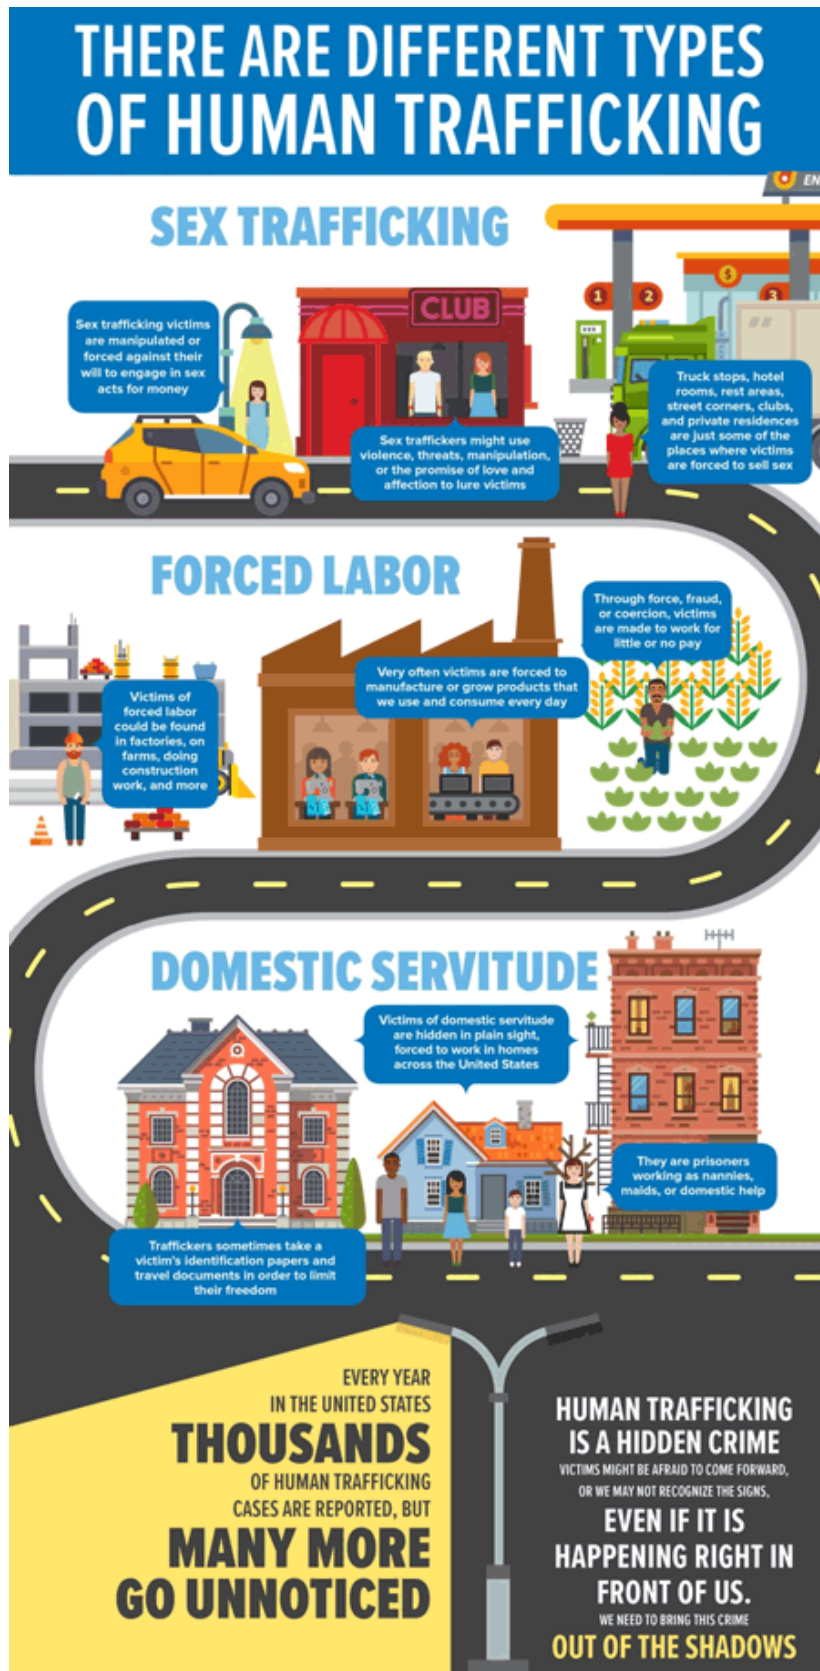 THERE ARE DIFFERENT TYPES
OF HUMAN TRAFFICKING
EN
SEX TRAFFICKING
1
2
$
3
CLUB
Sex trafficking victims
are manipulated or
forced against their
will to engage in sex
acts for money
Sex traffickers might use
violence, threats, manipulation,
or the promise of love and
affection to lure victims
Truck stops, hotel
rooms, rest areas,
street corners, clubs,
and private residences
are just some of the
places where victims
are forced to sell sex
FORCED LABOR
Victims of
forced labor
could be found
in factories, on
farms, doing
construction
work, and more
Very often victims are forced to
manufacture or grow products that
we use and consume every day
Through force, fraud,
or coercion, victims
are made to work for
little or no pay
DOMESTIC SERVITUDE
Victims of domestic servitude
are hidden in plain sight,
forced to work in homes
across the United States
They are prisoners
working as nannies,
maids, or domestic help
Traffickers sometimes take a
victim's identification papers and
travel documents in order to limit
their freedom
EVERY YEAR
IN THE UNITED STATES
THOUSANDS
OF HUMAN TRAFFICKING
CASES ARE REPORTED, BUT
MANY MORE
GO UNNOTICED
HUMAN TRAFFICKING
IS A HIDDEN CRIME
VICTIMS MIGHT BE AFRAID TO COME FORWARD,
OR WE MAY NOT RECOGNIZE THE SIGNS,
EVEN IF IT IS
HAPPENING RIGHT IN
FRONT OF US.
WE NEED TO BRING THIS CRIME
OUT OF THE SHADOWS